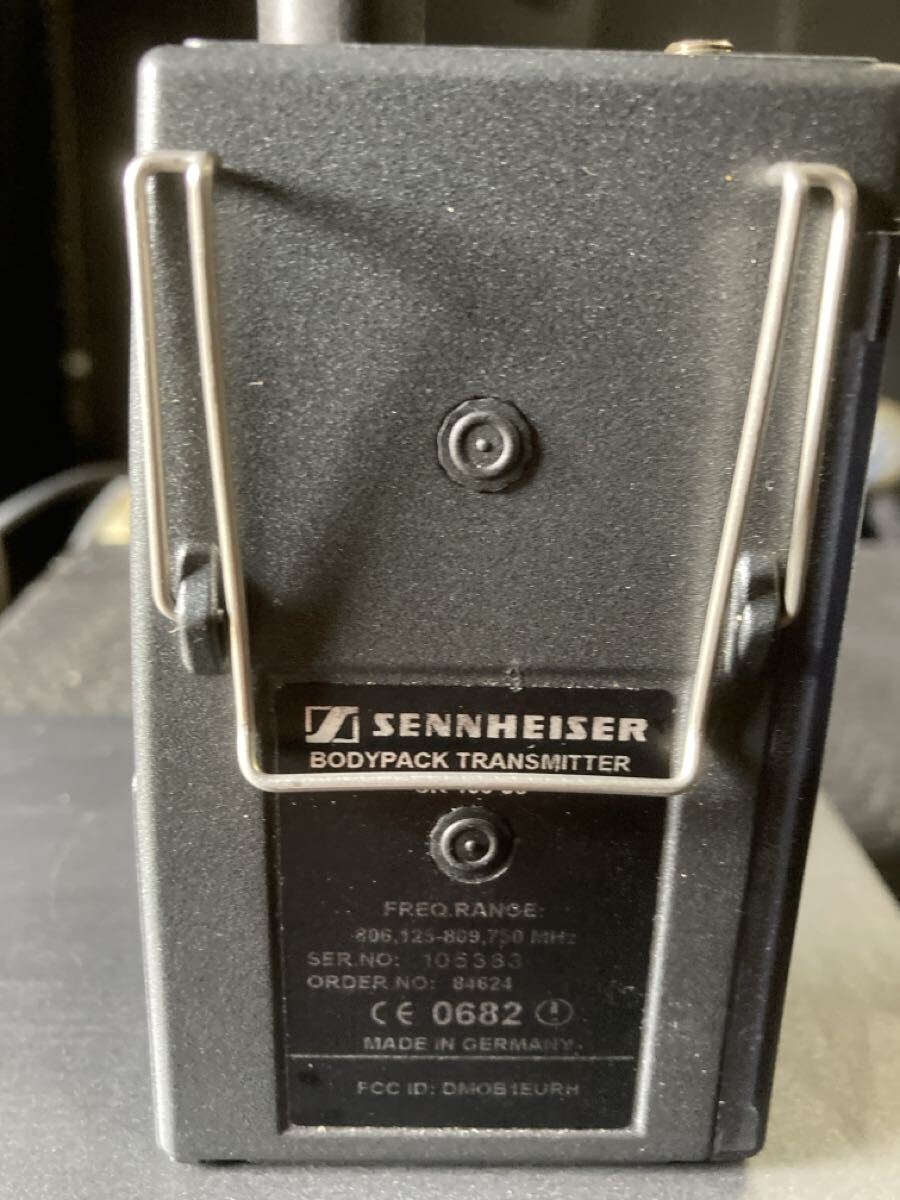 SENNHEISER
BODYPACK TRANSMITTER
FREQ.RANGE:
806,125-809,750 MHz
SER.NO: 105383
ORDER NO: 84624
CE 0682
MADE IN GERMANY
FCC ID: DMOB1EURH